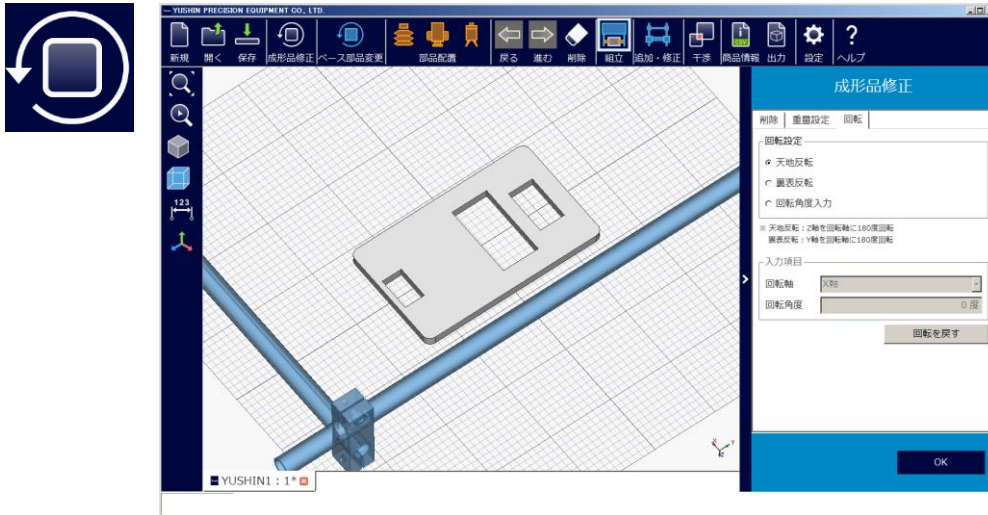 YUSHIN PRECISION EQUIPMENT CO., LTD.
新規 開く 保存 成形品修正 ベース部品変更 部品配置 戻る 進む 削除 組立 追加・修正 干渉 商品情報 出力 設定 ヘルプ
成形品修正
削除 重量設定 回転
回転設定
天地反転
裏表反転
回転角度入力
※ 天地反転:Z軸を回転軸に180度回転
裏表反転:Y軸を回転軸に180度回転
123
入力項目
回転軸 X軸
回転角度 0 度
回転を戻す
OK
YUSHIN1 : 1*